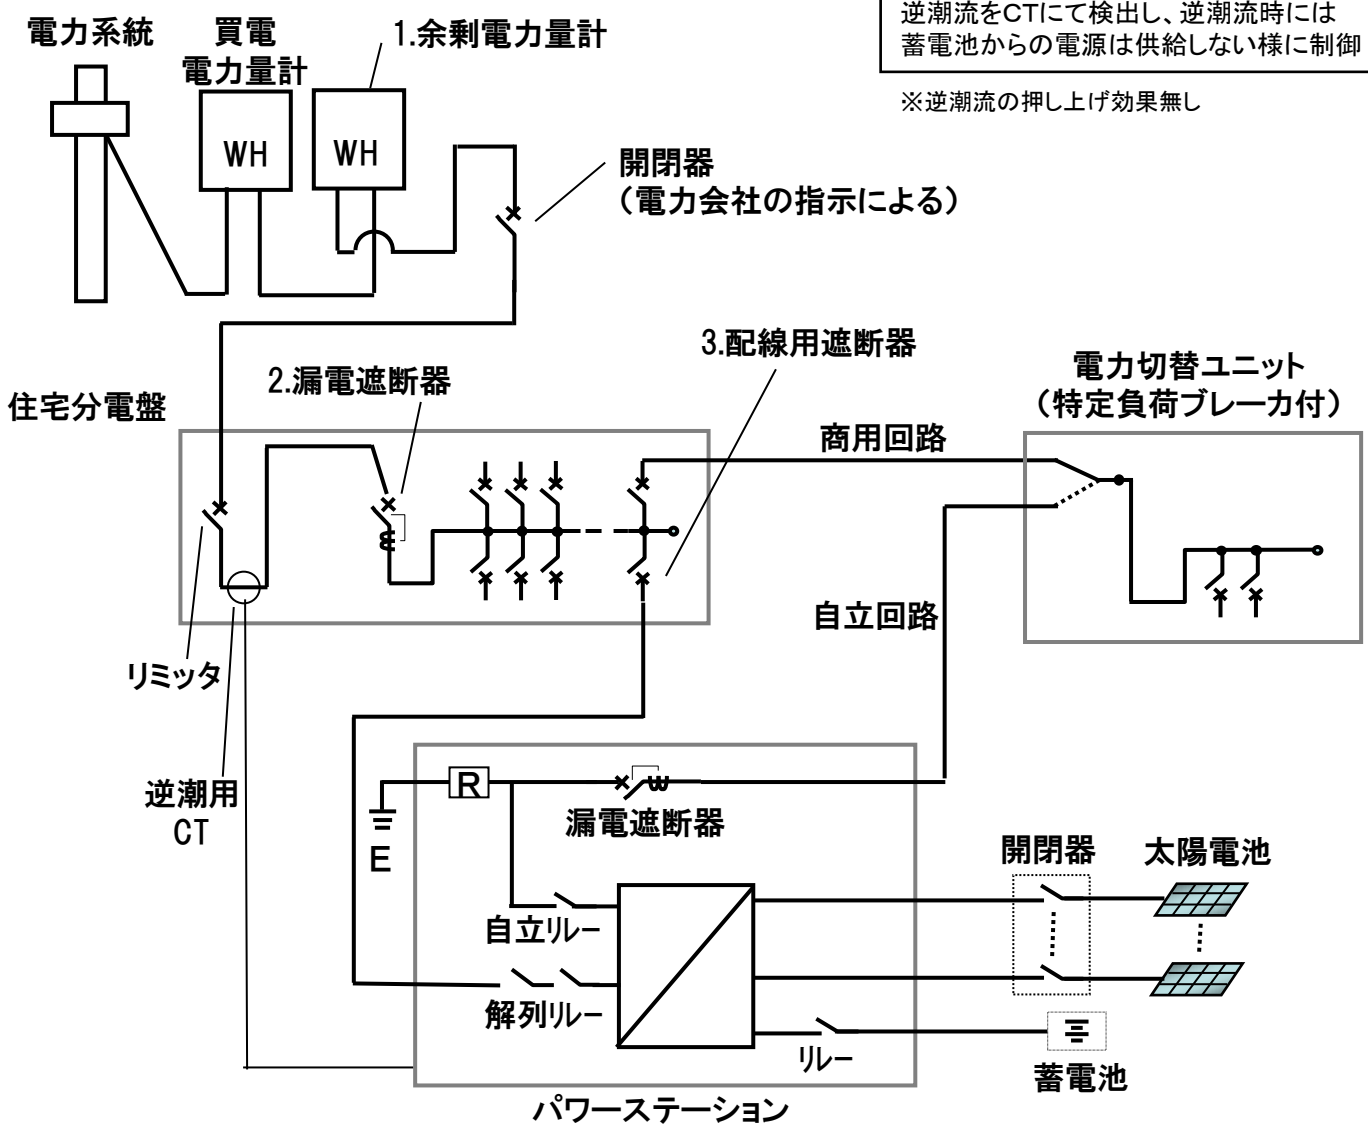 逆潮流をCTにて検出し、逆潮流時には
蓄電池からの電源は供給しない様に制御
※逆潮流の押し上げ効果無し
電力系統
買電
電力量計
1.余剰電力量計
WH
WH
開閉器
（電力会社の指示による）
3.配線用遮断器
2.漏電遮断器
住宅分電盤
電力切替ユニット
（特定負荷ブレーカ付）
商用回路
自立回路
リミッタ
逆潮用
CT
R
E
漏電遮断器
自立リレー
解列リレー
リレー
開閉器
太陽電池
蓄電池
パワーステーション